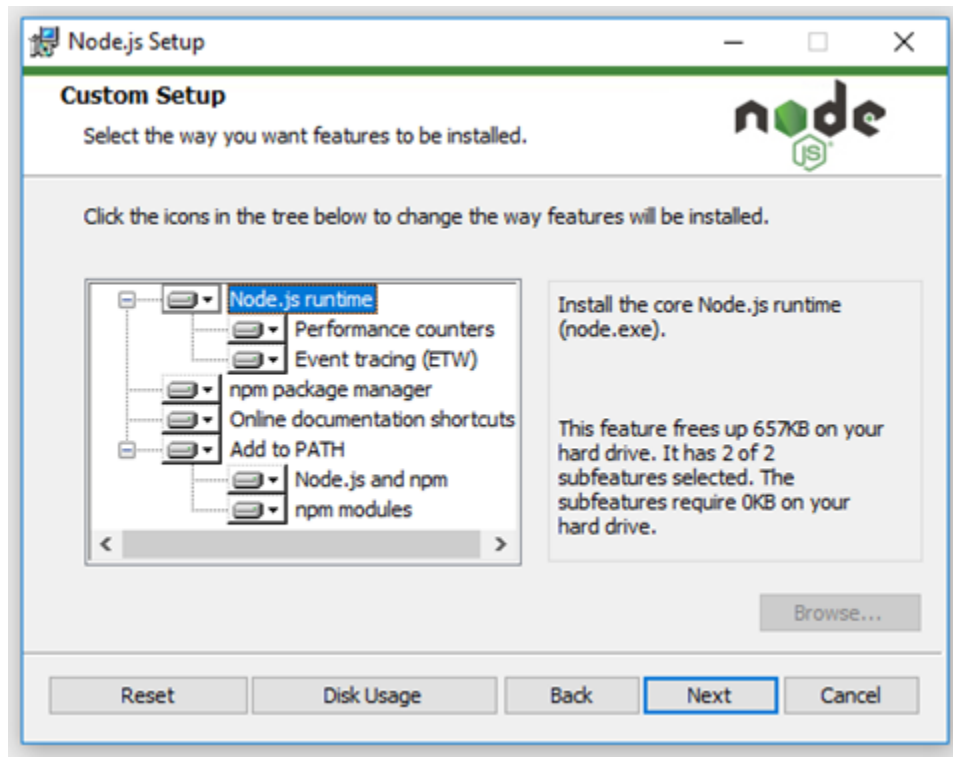 Node.js Setup
Custom Setup
Select the way you want features to be installed.
node
JS
Click the icons in the tree below to change the way features will be installed.
Node.js runtime
Performance counters
Event tracing (ETW)
npm package manager
Online documentation shortcuts
Add to PATH
Node.js and npm
npm modules
Install the core Node.js runtime
(node.exe).
This feature frees up 657KB on your
hard drive. It has 2 of 2
subfeatures selected. The
subfeatures require 0KB on your
hard drive.
Browse...
Reset
Disk Usage
Back
Next
Cancel